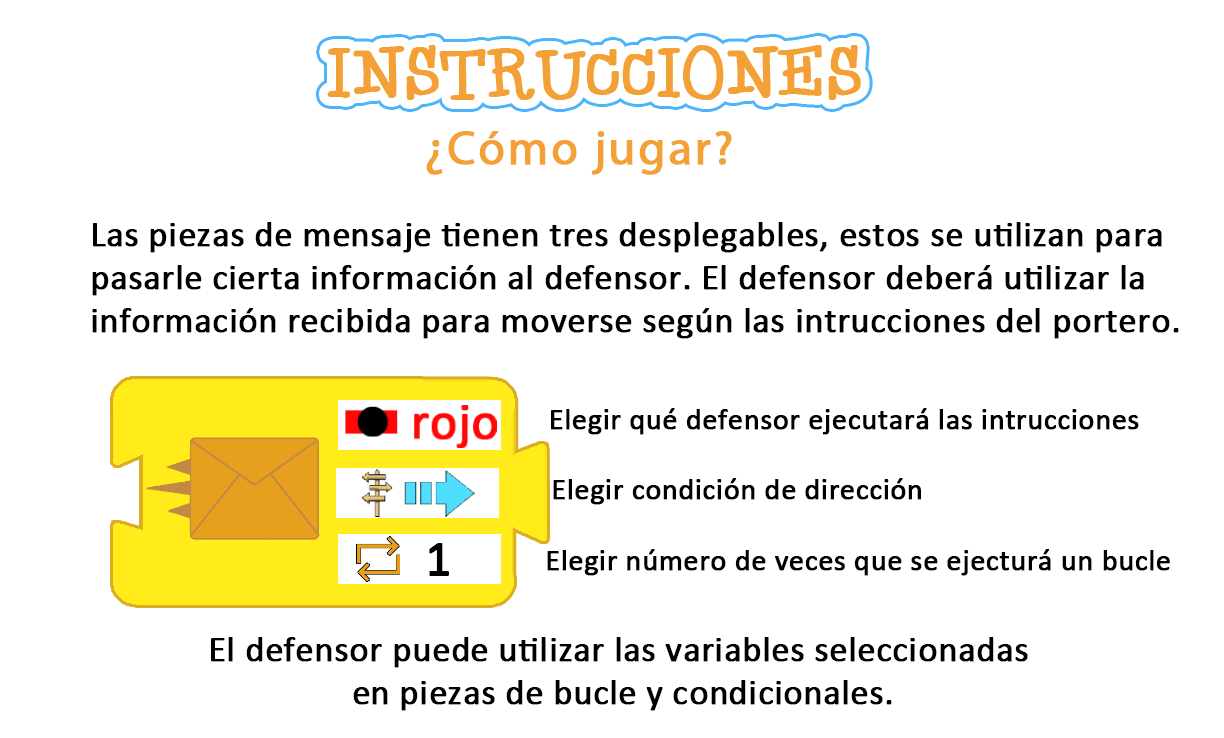 INSTRUCCIONES
¿Cómo jugar?
Las piezas de mensaje tienen tres desplegables, estos se utilizan para
pasarle cierta información al defensor. El defensor deberá utilizar la
información recibida para moverse según las intrucciones del portero.
rojo
Elegir qué defensor ejecutará las intrucciones
Elegir condición de dirección
1
Elegir número de veces que se ejecturá un bucle
El defensor puede utilizar las variables seleccionadas
en piezas de bucle y condicionales.